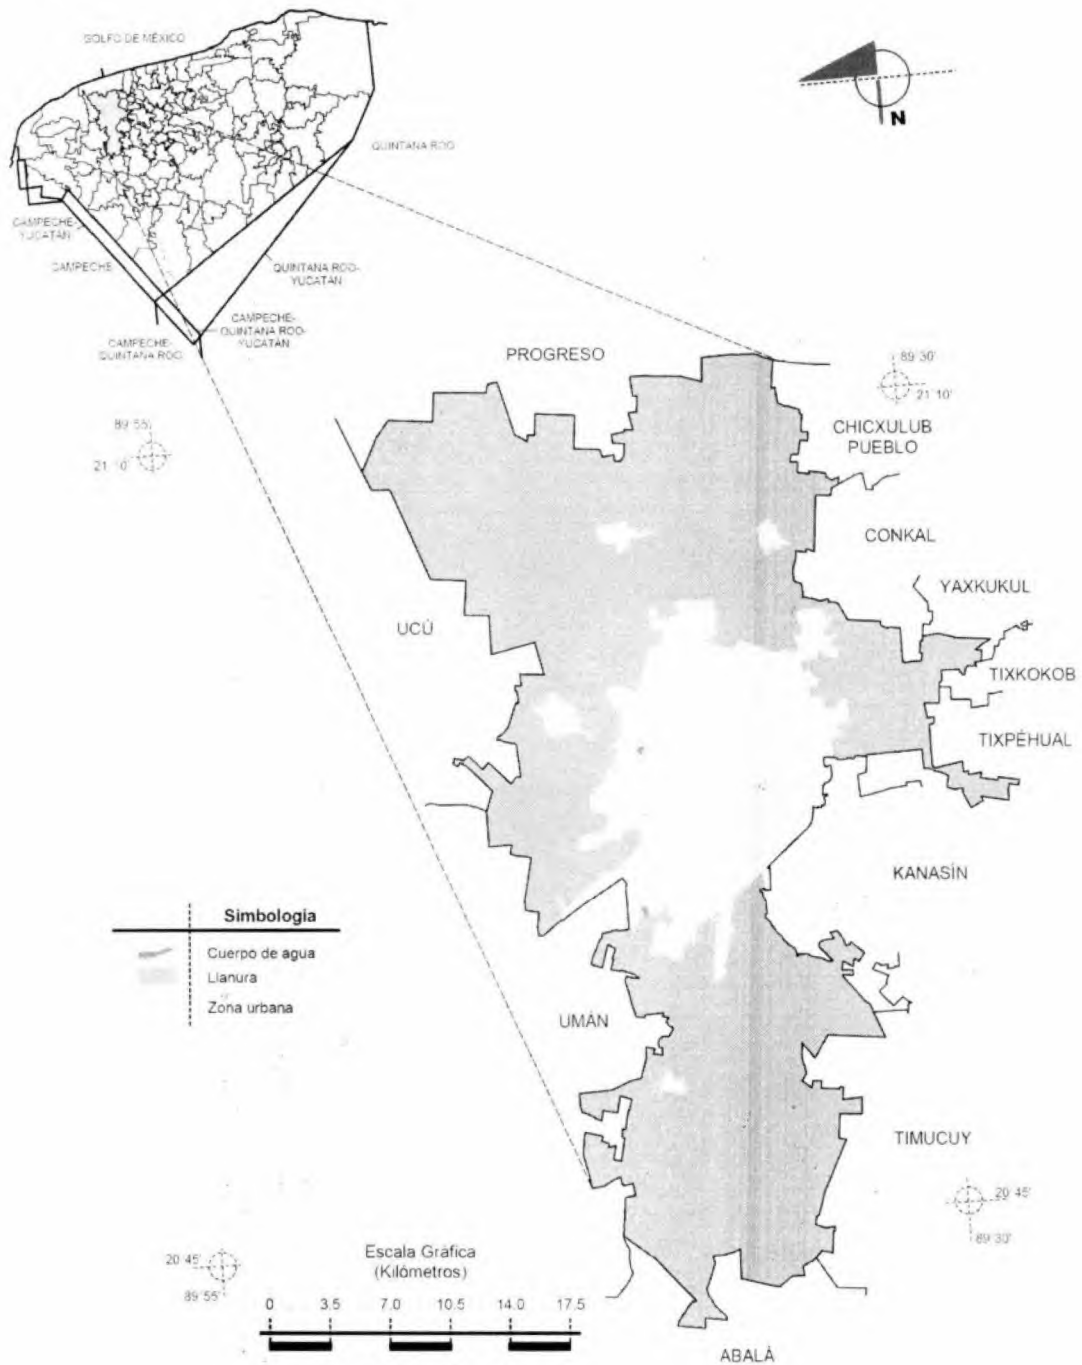 GOLFO DE MÉXICO
N
QUINTANA ROO
CAMPECHE-
YUCATÁN
CAMPECHE
QUINTANA ROO-
YUCATÁN
CAMPECHE-
QUINTANA ROO-
YUCATÁN
CAMPECHE-
QUINTANA ROO
PROGRESO
89°30'
21°10'
CHICXULUB
PUEBLO
89°55'
21°10'
CONKAL
YAXKUKUL
UCÚ
TIXKOKOB
TIXPÉHUAL
KANASÍN
Simbología
Cuerpo de agua
Llanura
Zona urbana
UMÁN
TIMUCUY
20°45'
89°30'
20°45'
89°55'
Escala Gráfica
(Kilómetros)
0 3.5 7.0 10.5 14.0 17.5
ABALÁ